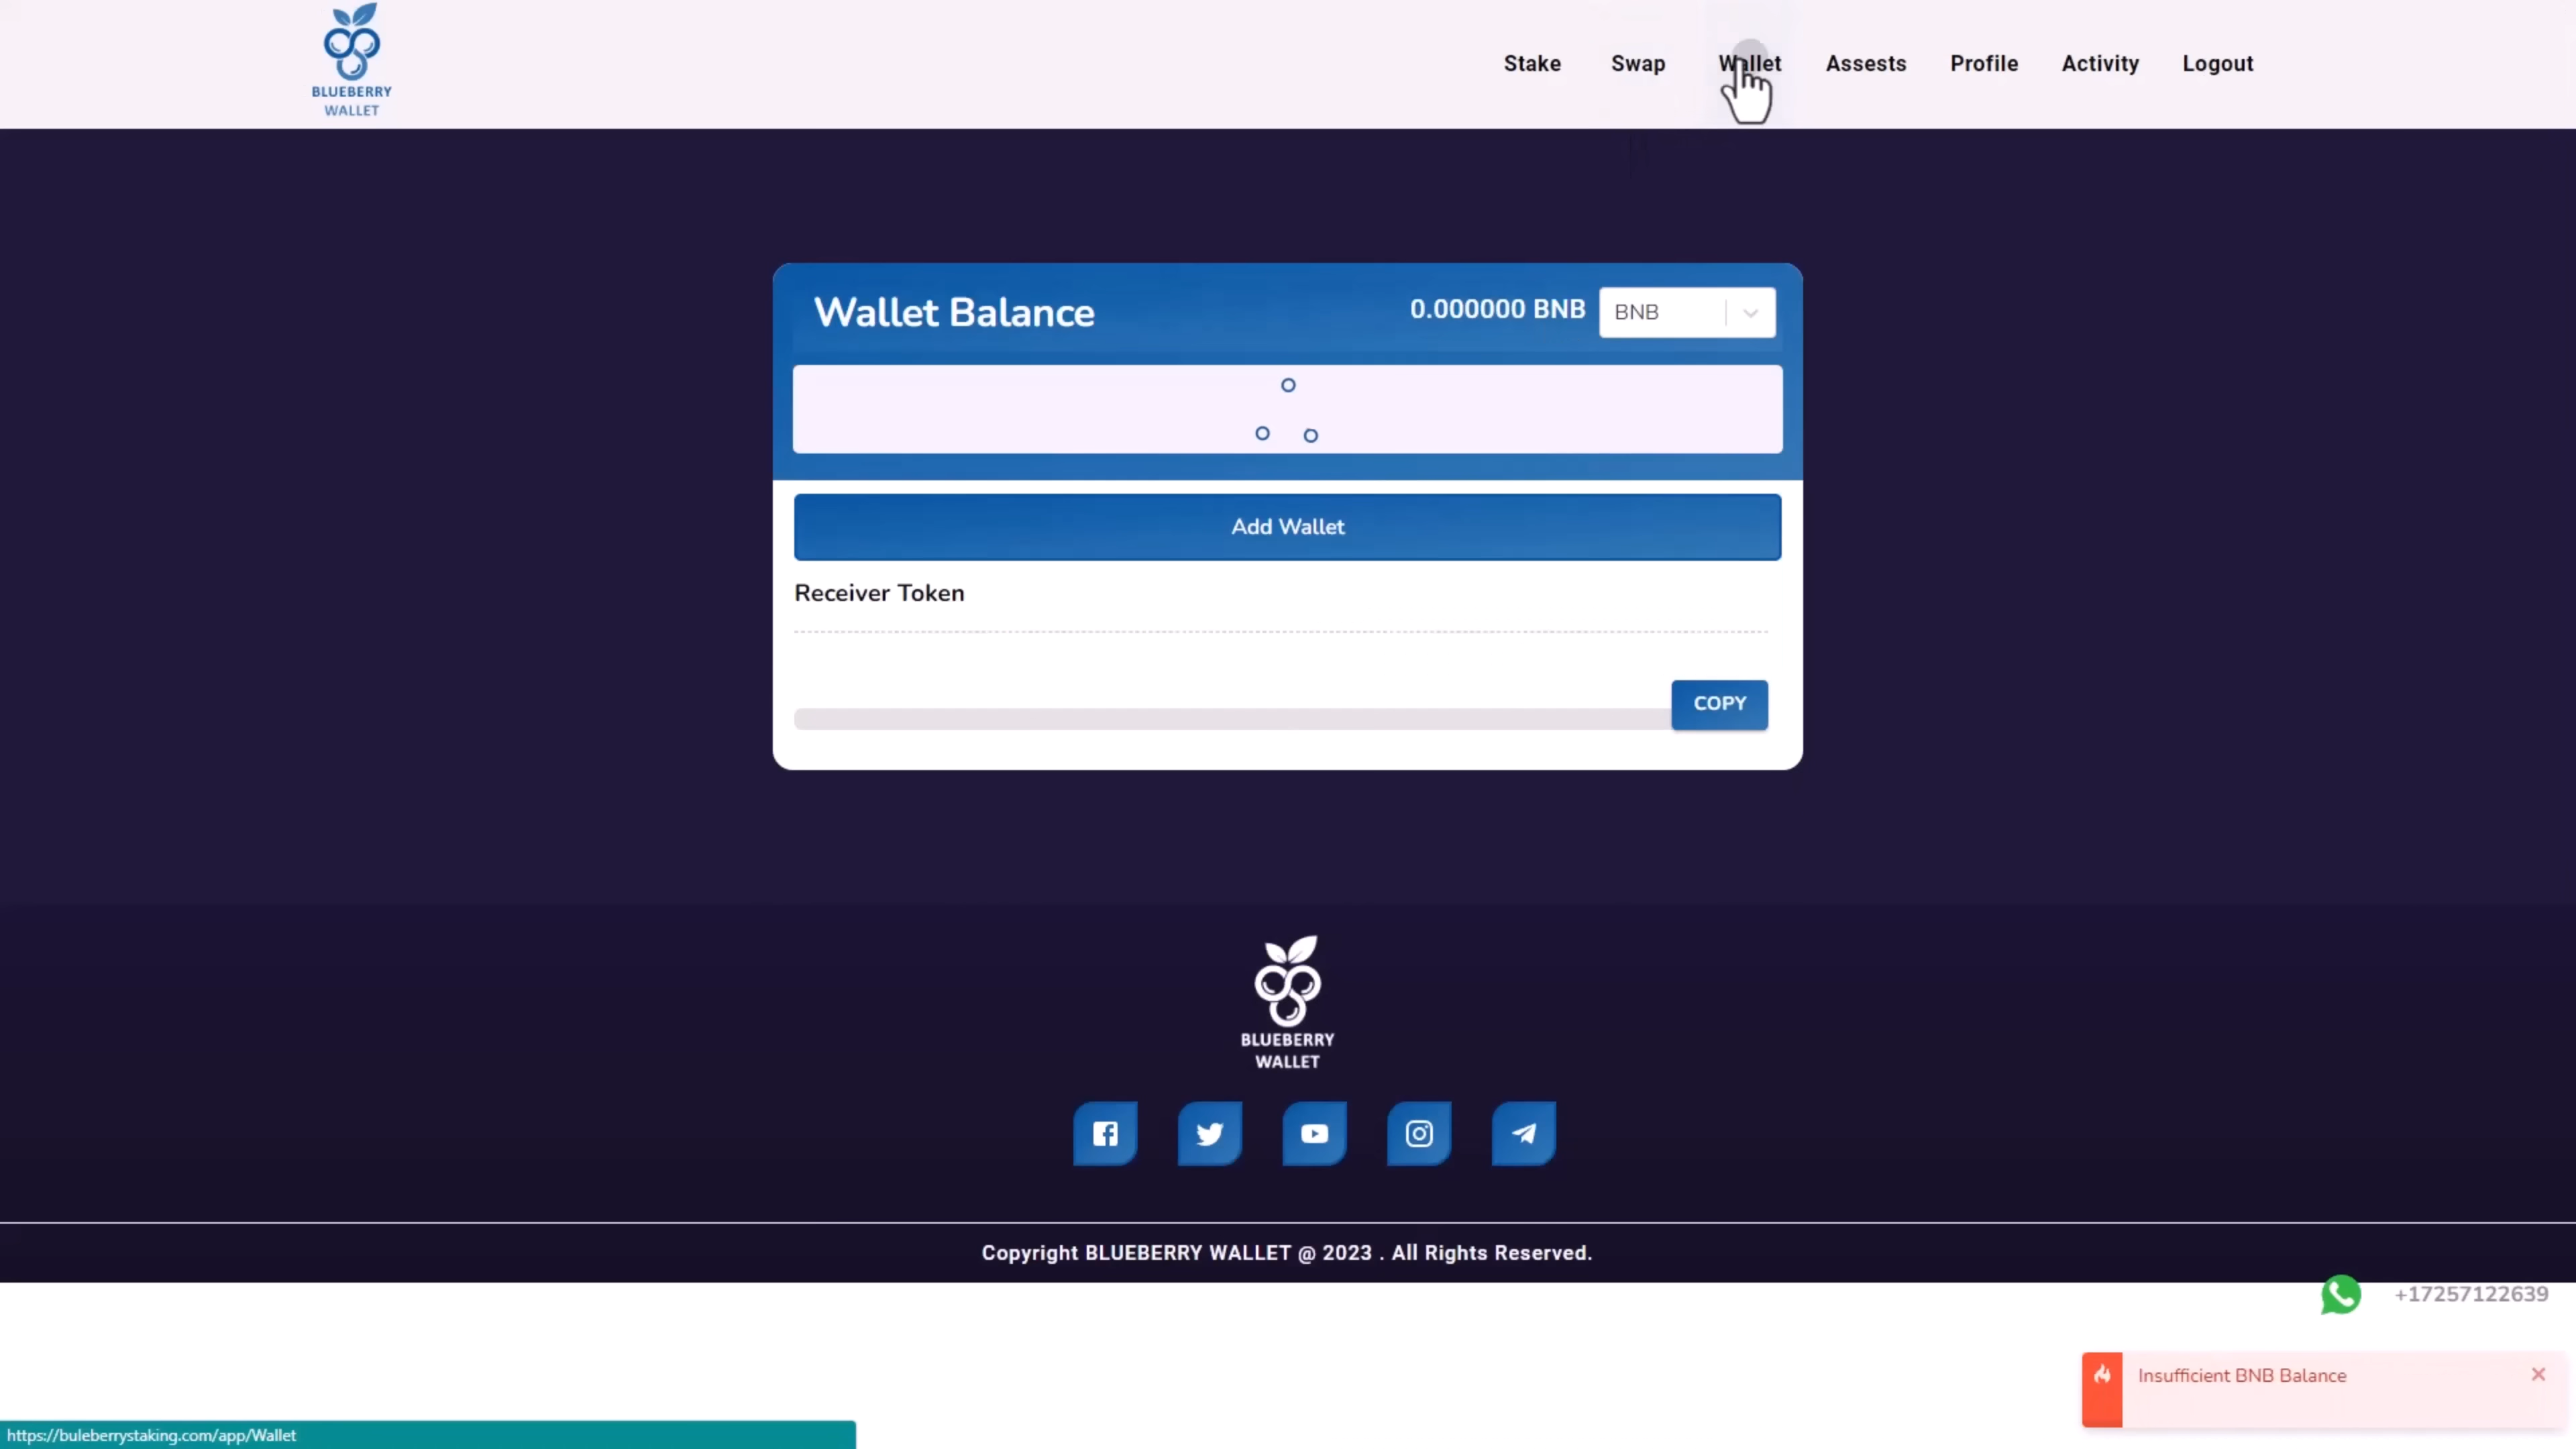 BLUEBERRY
WALLET
Stake Swap Wallet Assests Profile Activity Logout
Wallet Balance
0.000000 BNB
BNB
Add Wallet
Receiver Token
COPY
BLUEBERRY
WALLET
Copyright BLUEBERRY WALLET @ 2023 . All Rights Reserved.
+17257122639
Insufficient BNB Balance
https://buleberrystaking.com/app/Wallet